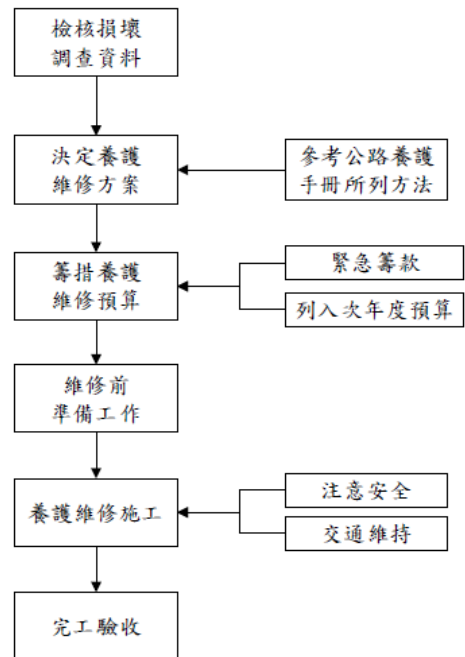 檢核損壞
調查資料
決定養護
維修方案
參考公路養護
手冊所列方法
籌措養護
維修預算
緊急籌款
列入次年度預算
維修前
準備工作
養護維修施工
注意安全
交通維持
完工驗收